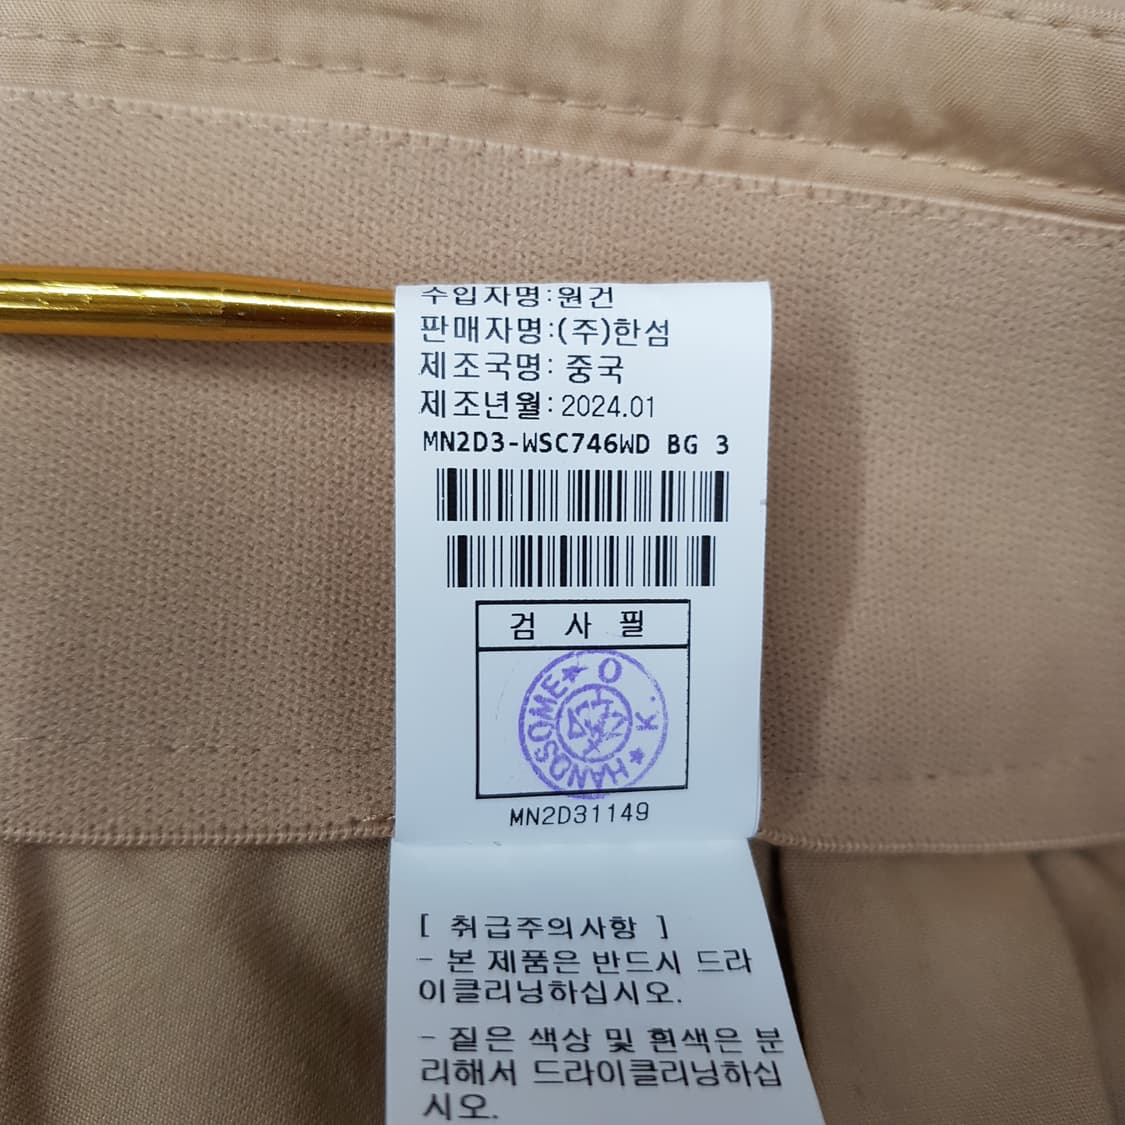 수입자명:원건
판매자명:(주)한섬
제조국명: 중국
제조년월: 2024.01
MN2D3-WSC746WD BG 3
검 사 필
HANDSOME ★ O K. ★
MN2D31149
[ 취급주의사항 ]
- 본 제품은 반드시 드라
이클리닝하십시오.
- 짙은 색상 및 흰색은 분
리해서 드라이클리닝하십
시오.